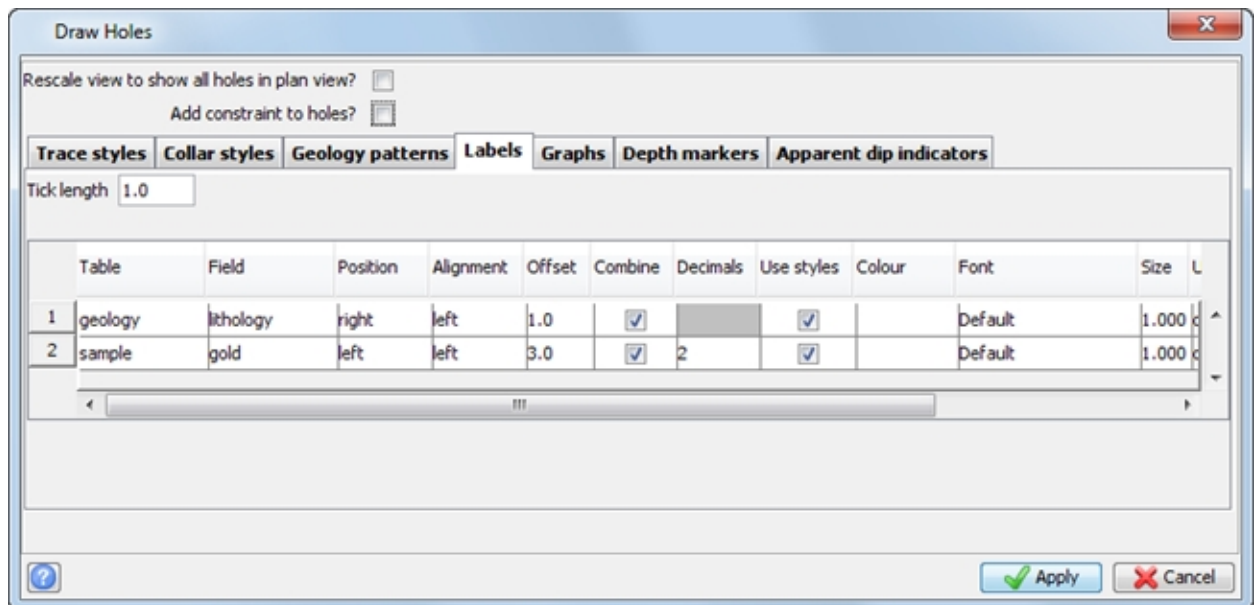 Draw Holes
Rescale view to show all holes in plan view?
Add constraint to holes?
Trace styles Collar styles Geology patterns Labels Graphs Depth markers Apparent dip indicators
Tick length 1.0
Table Field Position Alignment Offset Combine Decimals Use styles Colour Font Size U
1 geology lithology right left 1.0 Default 1.000
2 sample gold left left 3.0 2 Default 1.000
Apply Cancel